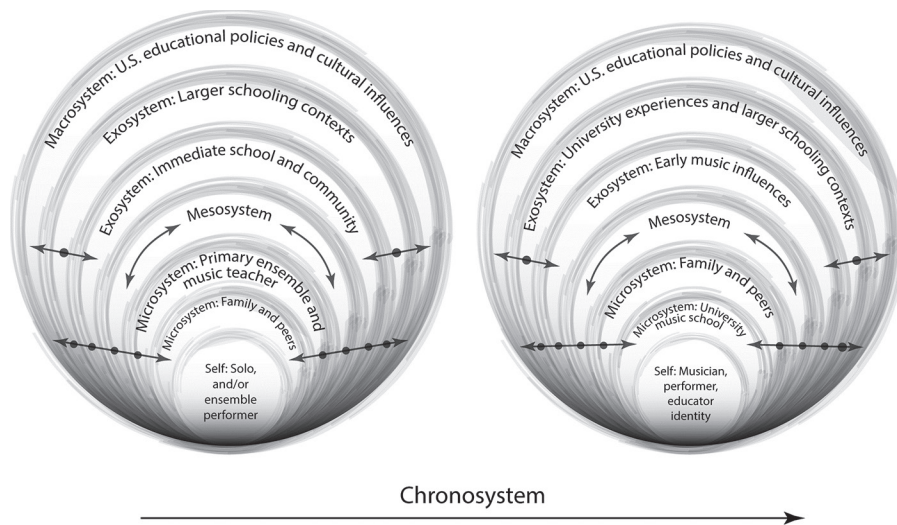 Macrosystem: U.S. educational policies and cultural influences
Exosystem: Larger schooling contexts
Exosystem: Immediate school and community
Mesosystem
Microsystem: Primary ensemble and
music teacher
Microsystem: Family and peers
Self: Solo,
and/or
ensemble
performer
Macrosystem: U.S. educational policies and cultural influences
Exosystem: University experiences and larger schooling contexts
Exosystem: Early music influences
Mesosystem
Microsystem: Family and peers
Microsystem: University
music school
Self: Musician,
performer,
educator
identity
Chronosystem